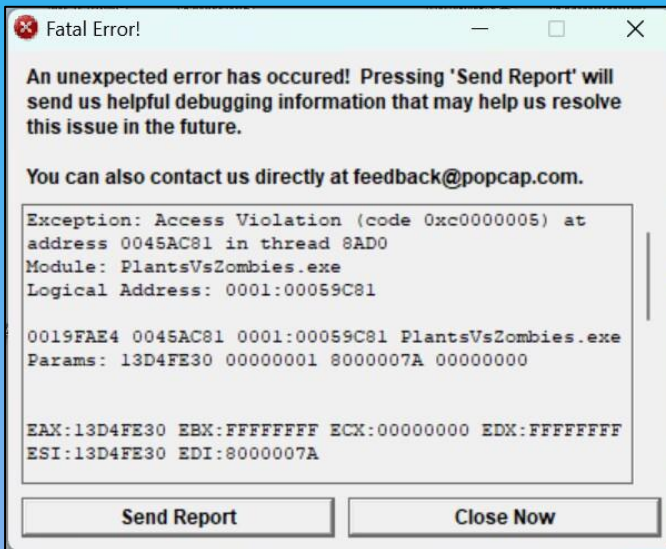 Fatal Error!
An unexpected error has occured!  Pressing 'Send Report' will
send us helpful debugging information that may help us resolve
this issue in the future.
You can also contact us directly at feedback@popcap.com.
Exception: Access Violation (code 0xc0000005) at
address 0045AC81 in thread 8AD0
Module: PlantsVsZombies.exe
Logical Address: 0001:00059C81
0019FAE4 0045AC81 0001:00059C81 PlantsVsZombies.exe
Params: 13D4FE30 00000001 8000007A 00000000
EAX:13D4FE30 EBX:FFFFFFFF ECX:00000000 EDX:FFFFFFFF
ESI:13D4FE30 EDI:8000007A
Send Report
Close Now